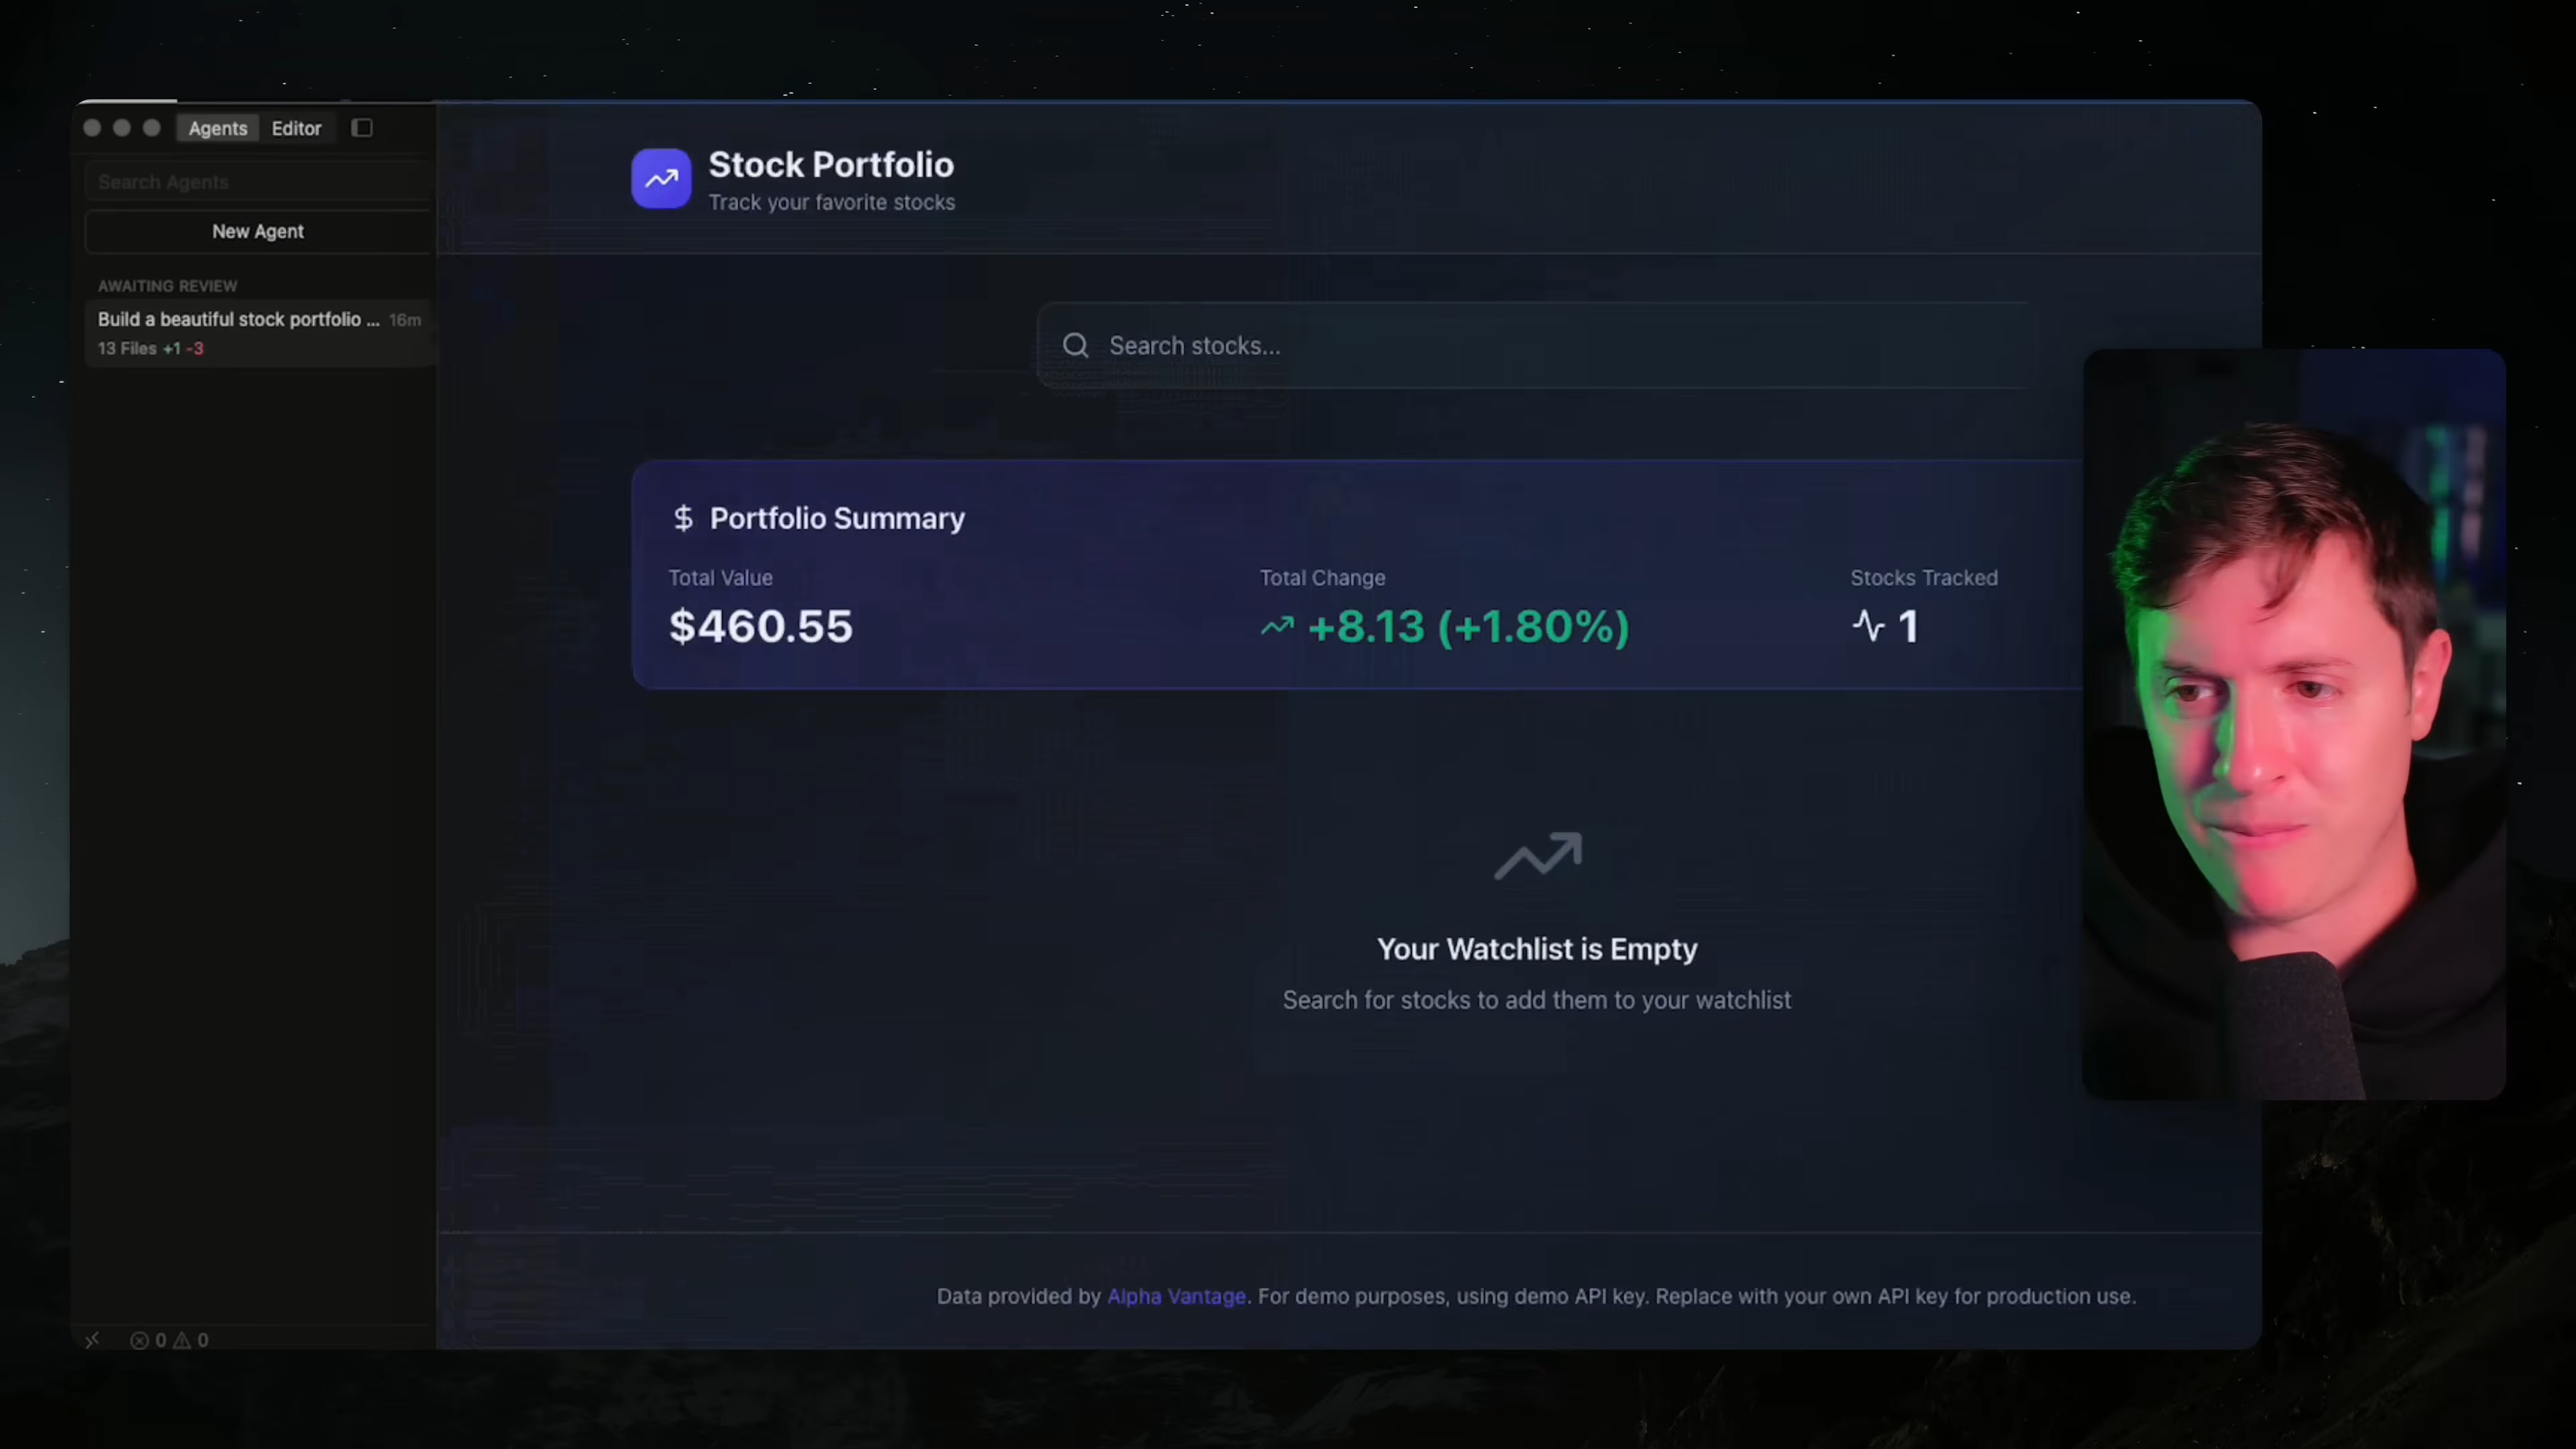 Agents Editor
Search Agents
New Agent
AWAITING REVIEW
Build a beautiful stock portfolio ... 16m
13 Files +1 -3
0 0
Stock Portfolio
Track your favorite stocks
Search stocks...
$ Portfolio Summary
Total Value
$460.55
Total Change
+8.13 (+1.80%)
Stocks Tracked
1
Your Watchlist is Empty
Search for stocks to add them to your watchlist
Data provided by Alpha Vantage. For demo purposes, using demo API key. Replace with your own API key for production use.